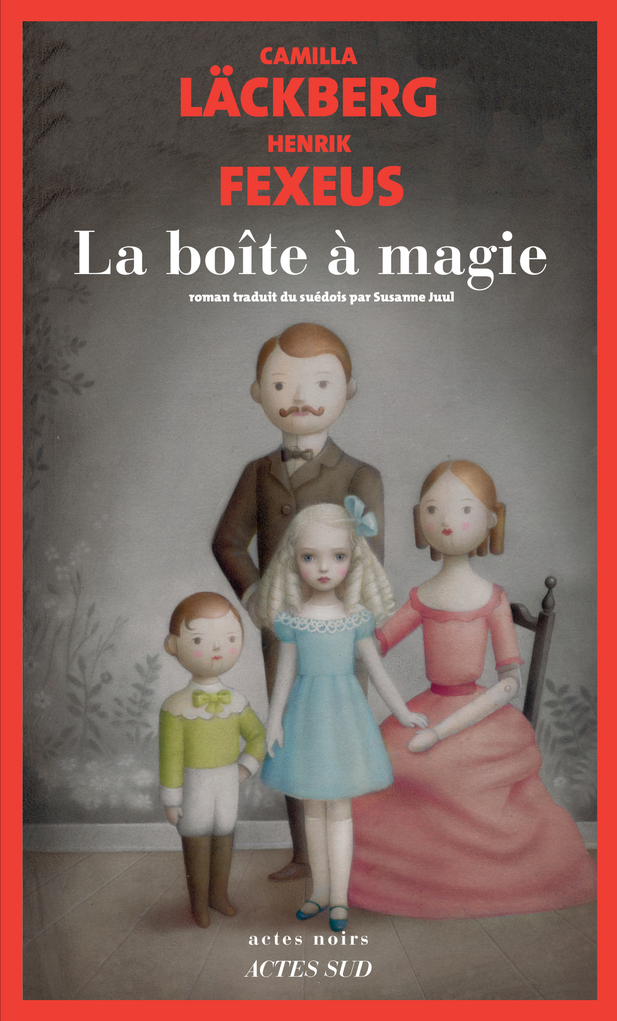 CAMILLA
LÄCKBERG
HENRIK
FEXEUS
La boîte à magie
roman traduit du suédois par Susanne Juul
actes noirs
ACTES SUD